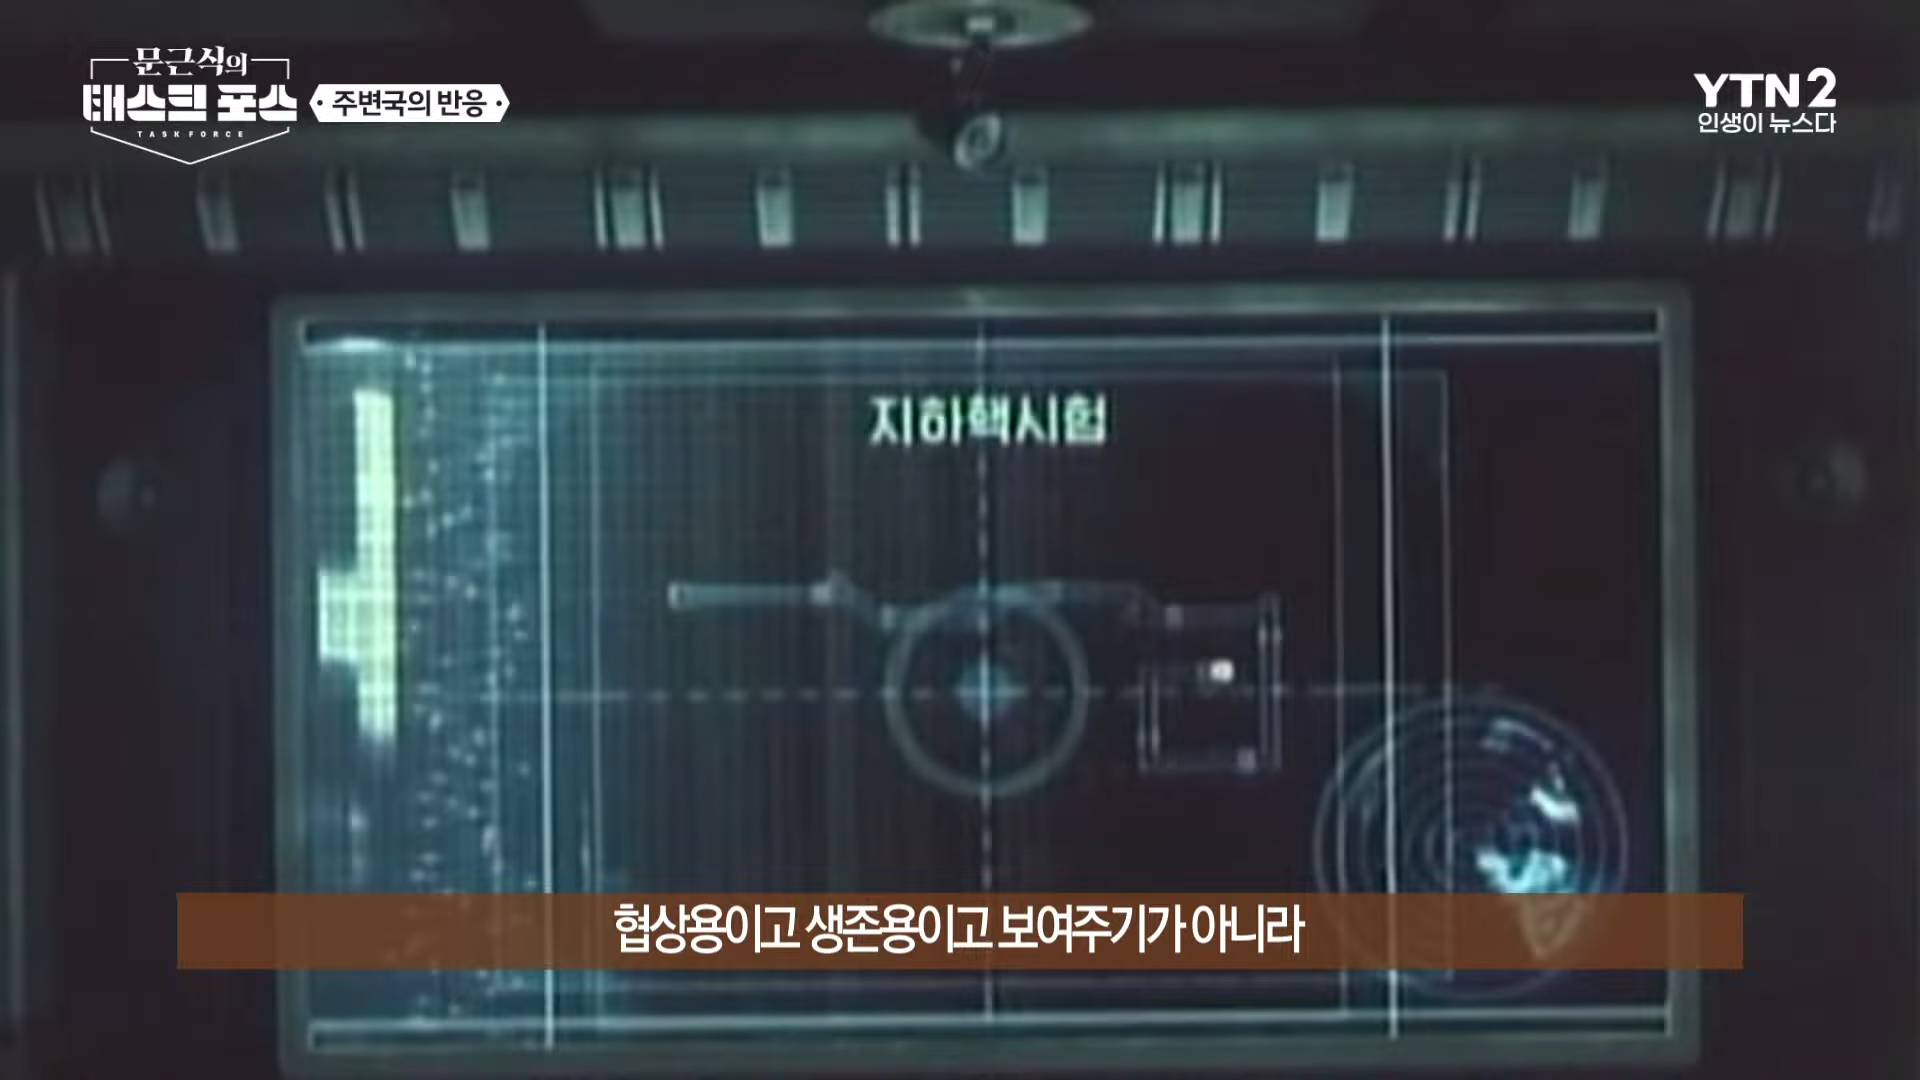 문근식의
태스크 포스
TASK FORCE
주변국의 반응
YTN2
인생이 뉴스다
지하핵시험
협상용이고 생존용이고 보여주기가 아니라